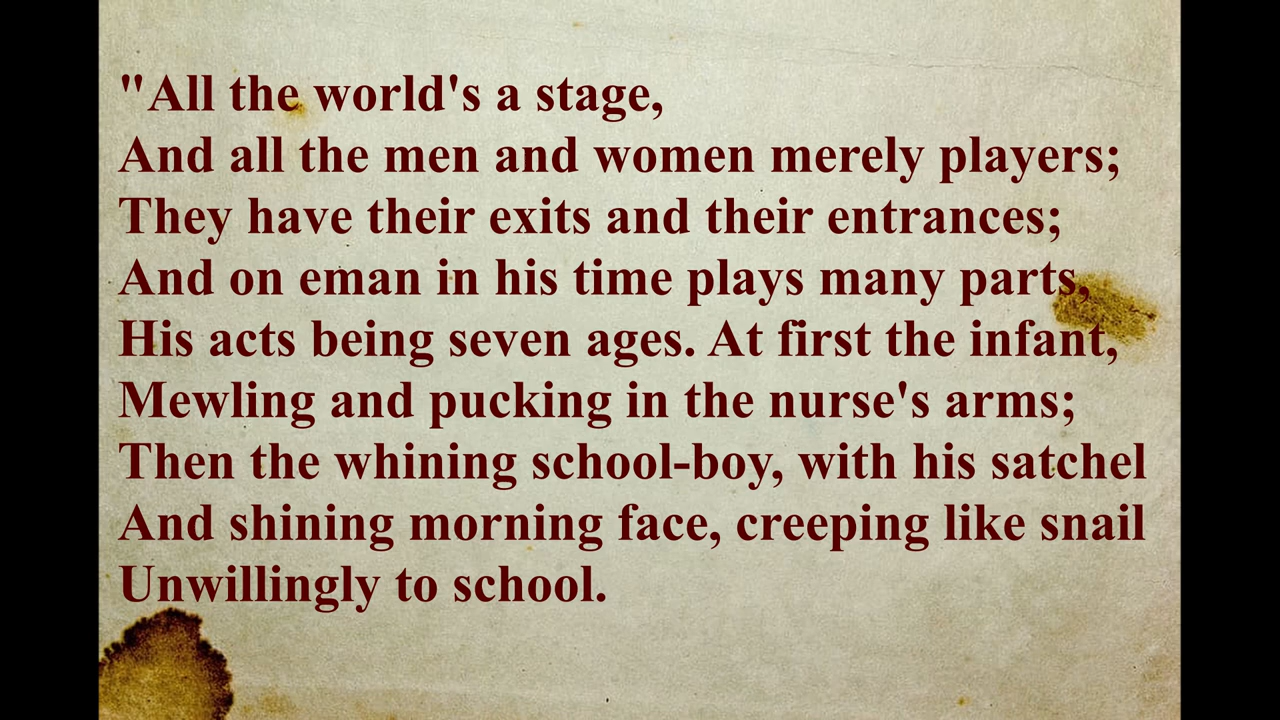 "All the world's a stage,
And all the men and women merely players;
They have their exits and their entrances;
And on eman in his time plays many parts,
His acts being seven ages. At first the infant,
Mewling and pucking in the nurse's arms;
Then the whining school-boy, with his satchel
And shining morning face, creeping like snail
Unwillingly to school.